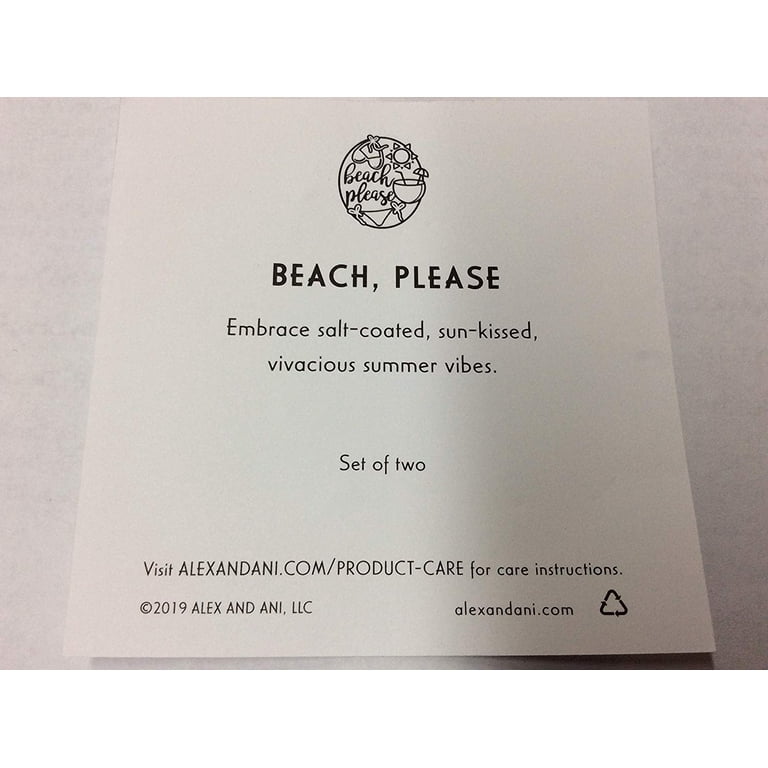 beach
please
BEACH, PLEASE
Embrace salt-coated, sun-kissed,
vivacious summer vibes.
Set of two
Visit ALEXANDANI.COM/PRODUCT-CARE for care instructions.
©2019 ALEX AND ANI, LLC alexandani.com